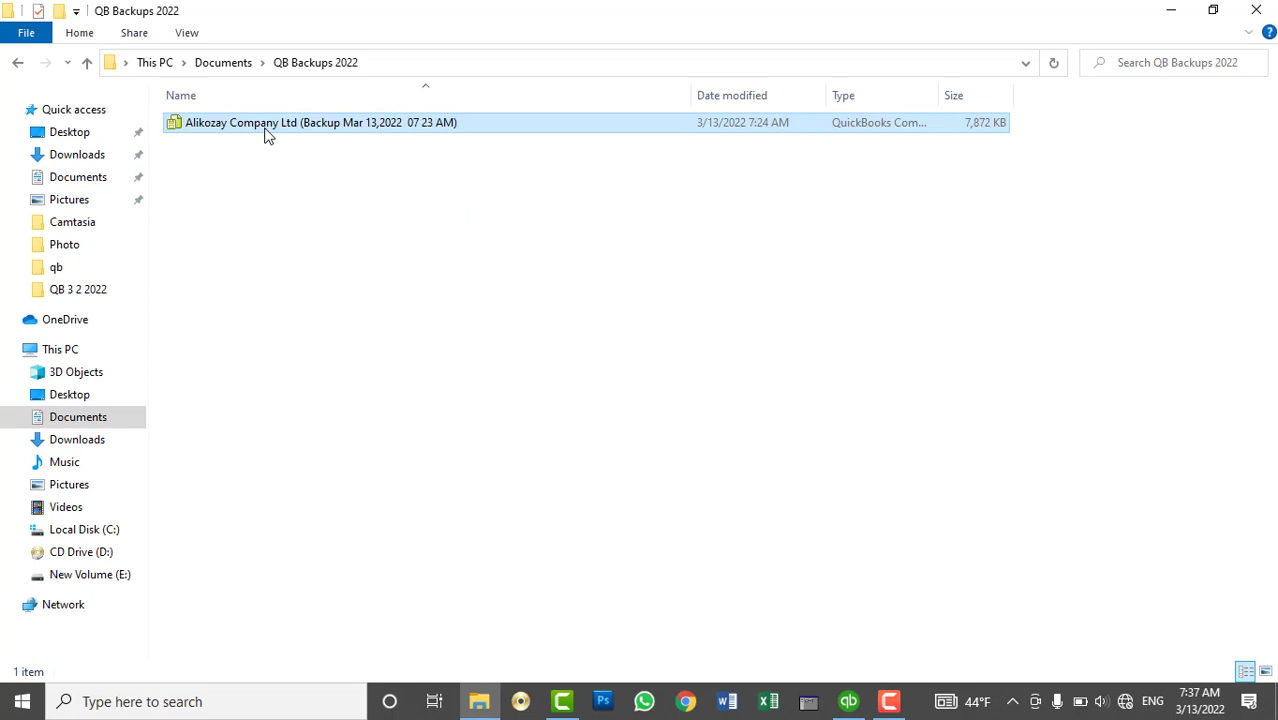 QB Backups 2022
File Home Share View
This PC Documents QB Backups 2022 Search QB Backups 2022
Name Date modified Type Size
Alikozay Company Ltd (Backup Mar 13,2022  07 23 AM) 3/13/2022 7:24 AM QuickBooks Com... 7,872 KB
Quick access
Desktop
Downloads
Documents
Pictures
Camtasia
Photo
qb
QB 3 2 2022
OneDrive
This PC
3D Objects
Desktop
Documents
Downloads
Music
Pictures
Videos
Local Disk (C:)
CD Drive (D:)
New Volume (E:)
Network
1 item
Type here to search
44°F ENG
7:37 AM
3/13/2022